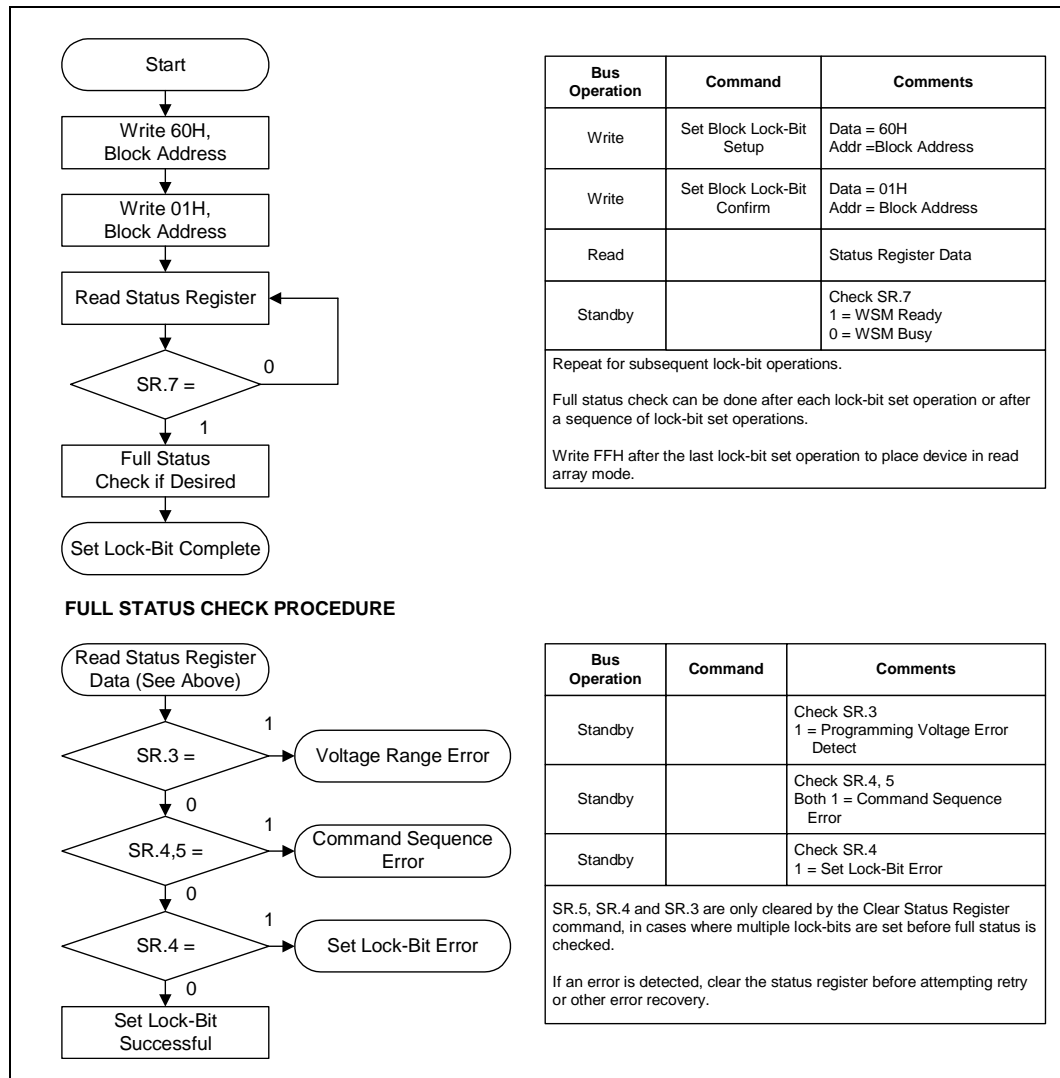 Start
Write 60H,
Block Address
Write 01H,
Block Address
Read Status Register
SR.7 =
0
1
Full Status
Check if Desired
Set Lock-Bit Complete
Bus
Operation
Command
Comments
Write
Set Block Lock-Bit
Setup
Data = 60H
Addr =Block Address
Write
Set Block Lock-Bit
Confirm
Data = 01H
Addr = Block Address
Read
Status Register Data
Standby
Check SR.7
1 = WSM Ready
0 = WSM Busy
Repeat for subsequent lock-bit operations.
Full status check can be done after each lock-bit set operation or after
a sequence of lock-bit set operations.
Write FFH after the last lock-bit set operation to place device in read
array mode.
FULL STATUS CHECK PROCEDURE
Read Status Register
Data (See Above)
SR.3 =
1
Voltage Range Error
0
SR.4,5 =
1
Command Sequence
Error
0
SR.4 =
1
Set Lock-Bit Error
0
Set Lock-Bit
Successful
Bus
Operation
Command
Comments
Standby
Check SR.3
1 = Programming Voltage Error
Detect
Standby
Check SR.4, 5
Both 1 = Command Sequence
Error
Standby
Check SR.4
1 = Set Lock-Bit Error
SR.5, SR.4 and SR.3 are only cleared by the Clear Status Register
command, in cases where multiple lock-bits are set before full status is
checked.
If an error is detected, clear the status register before attempting retry
or other error recovery.